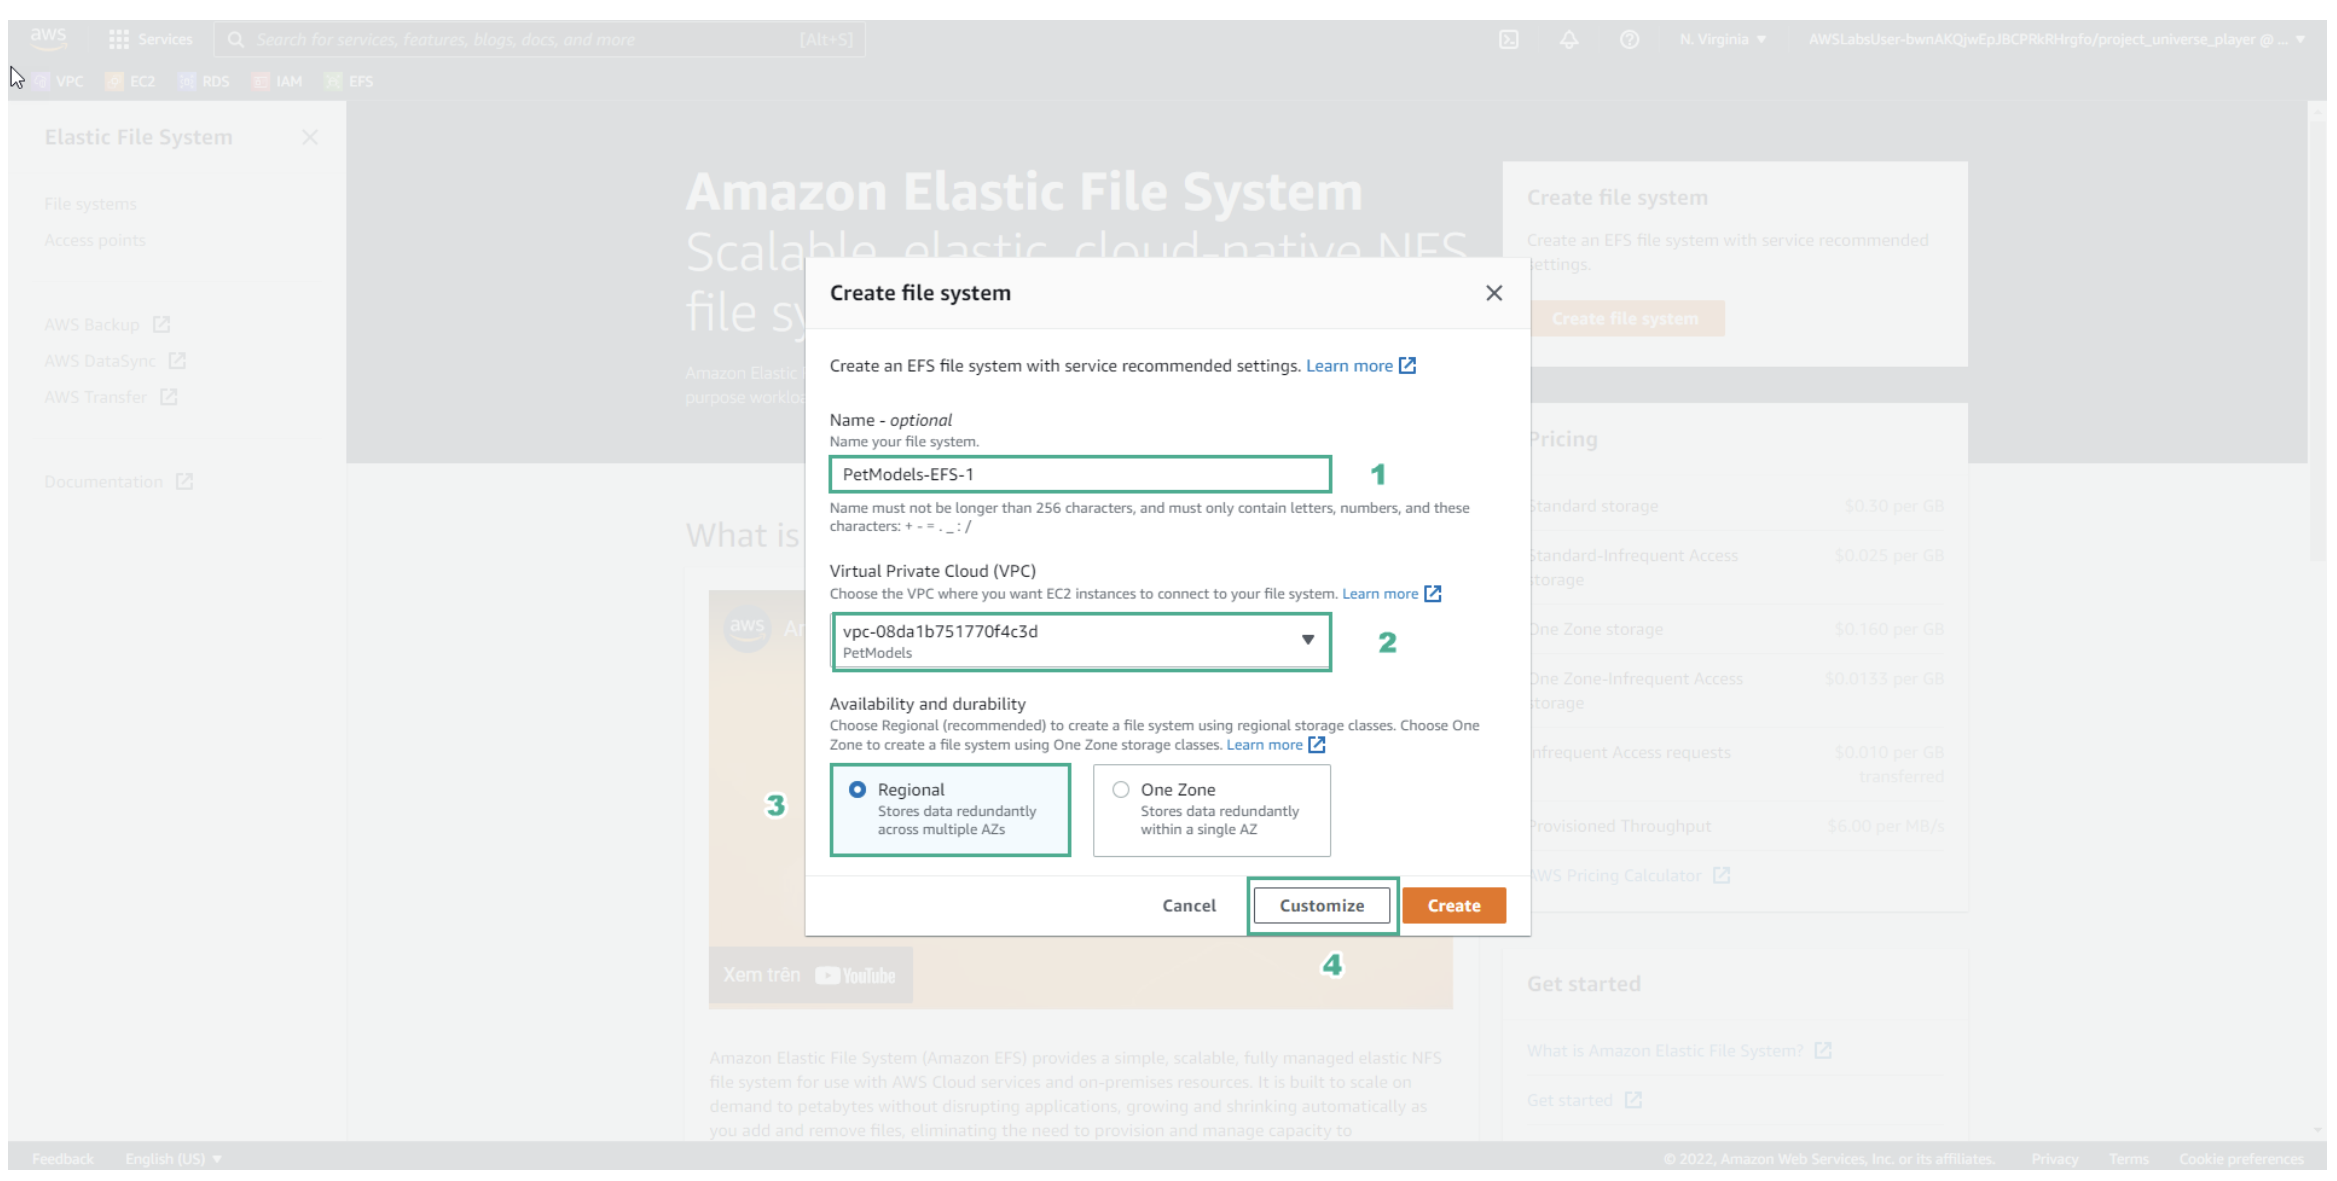 aws
Services
Search for services, features, blogs, docs, and more
[Alt+S]
N. Virginia ▼
AWSLabsUser-bwnAKQjwEpJBCPRkRHrgfo/project_universe_player @ ... ▼
VPC
EC2
RDS
IAM
EFS
Elastic File System
File systems
Access points
AWS Backup
AWS DataSync
AWS Transfer
Documentation
Amazon Elastic File System
Scalable, elastic, cloud-native NFS
file sy
Amazon Elastic
purpose worklo
What is
aws
Xem trên YouTube
Amazon Elastic File System (Amazon EFS) provides a simple, scalable, fully managed elastic NFS
file system for use with AWS Cloud services and on-premises resources. It is built to scale on
demand to petabytes without disrupting applications, growing and shrinking automatically as
you add and remove files, eliminating the need to provision and manage capacity to
Create file system
Create an EFS file system with service recommended settings. Learn more
Name - optional
Name your file system.
PetModels-EFS-1
1
Name must not be longer than 256 characters, and must only contain letters, numbers, and these
characters: + - = . _ : /
Virtual Private Cloud (VPC)
Choose the VPC where you want EC2 instances to connect to your file system. Learn more
vpc-08da1b751770f4c3d
PetModels
2
Availability and durability
Choose Regional (recommended) to create a file system using regional storage classes. Choose One
Zone to create a file system using One Zone storage classes. Learn more
3
Regional
Stores data redundantly
across multiple AZs
One Zone
Stores data redundantly
within a single AZ
Cancel
Customize
Create
4
Create file system
Create an EFS file system with service recommended
settings.
Create file system
Pricing
Standard storage
$0.30 per GB
Standard-Infrequent Access
storage
$0.025 per GB
One Zone storage
$0.160 per GB
One Zone-Infrequent Access
storage
$0.0133 per GB
Infrequent Access requests
$0.010 per GB
transferred
Provisioned Throughput
$6.00 per MB/s
AWS Pricing Calculator
Get started
What is Amazon Elastic File System?
Get started
Feedback
English (US) ▼
© 2022, Amazon Web Services, Inc. or its affiliates.
Privacy
Terms
Cookie preferences